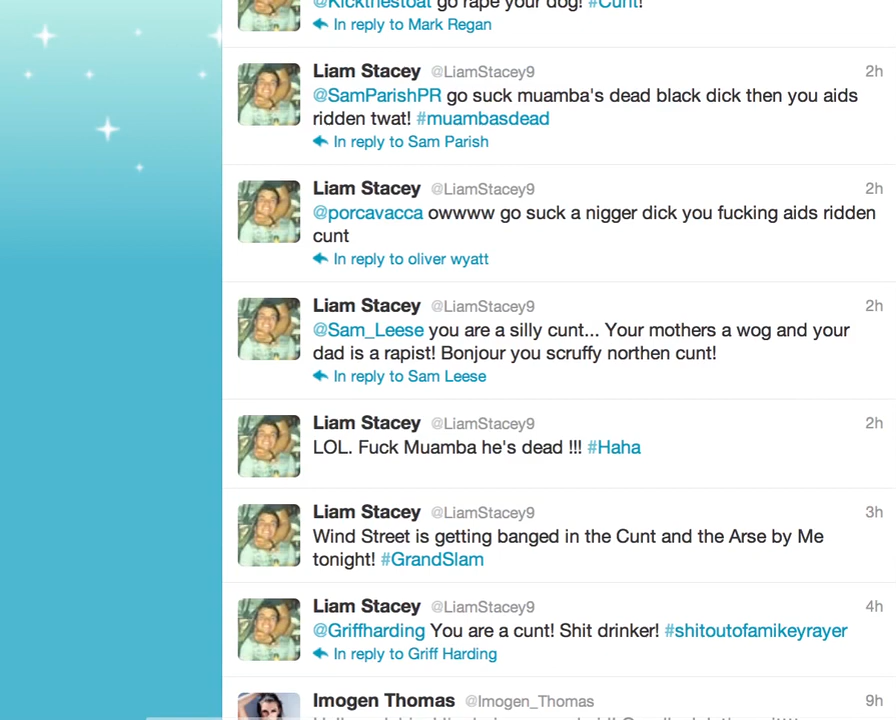 @Kickthestoat go rape your dog! #Cunt!
In reply to Mark Regan
Liam Stacey @LiamStacey9 2h
@SamParishPR go suck muamba's dead black dick then you aids
ridden twat! #muambasdead
In reply to Sam Parish
Liam Stacey @LiamStacey9 2h
@porcavacca owwww go suck a nigger dick you fucking aids ridden
cunt
In reply to oliver wyatt
Liam Stacey @LiamStacey9 2h
@Sam_Leese you are a silly cunt... Your mothers a wog and your
dad is a rapist! Bonjour you scruffy northen cunt!
In reply to Sam Leese
Liam Stacey @LiamStacey9 2h
LOL. Fuck Muamba he's dead !!! #Haha
Liam Stacey @LiamStacey9 3h
Wind Street is getting banged in the Cunt and the Arse by Me
tonight! #GrandSlam
Liam Stacey @LiamStacey9 4h
@Griffharding You are a cunt! Shit drinker! #shitoutofamikeyrayer
In reply to Griff Harding
Imogen Thomas @Imogen_Thomas 9h